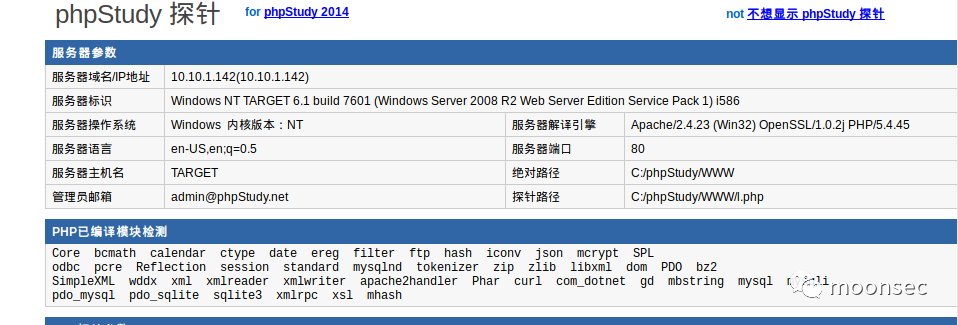 phpStudy 探针 for phpStudy 2014 not 不想显示 phpStudy 探针
服务器参数
服务器域名/IP地址 10.10.1.142(10.10.1.142)
服务器标识 Windows NT TARGET 6.1 build 7601 (Windows Server 2008 R2 Web Server Edition Service Pack 1) i586
服务器操作系统 Windows 内核版本：NT 服务器解译引擎 Apache/2.4.23 (Win32) OpenSSL/1.0.2j PHP/5.4.45
服务器语言 en-US,en;q=0.5 服务器端口 80
服务器主机名 TARGET 绝对路径 C:/phpStudy/WWW
管理员邮箱 admin@phpStudy.net 探针路径 C:/phpStudy/WWW/l.php
PHP已编译模块检测
Core bcmath calendar ctype date ereg filter ftp hash iconv json mcrypt SPL
odbc pcre Reflection session standard mysqlnd tokenizer zip zlib libxml dom PDO bz2
SimpleXML wddx xml xmlreader xmlwriter apache2handler Phar curl com_dotnet gd mbstring mysql
pdo_mysql pdo_sqlite sqlite3 xmlrpc xsl mhash
moonsec